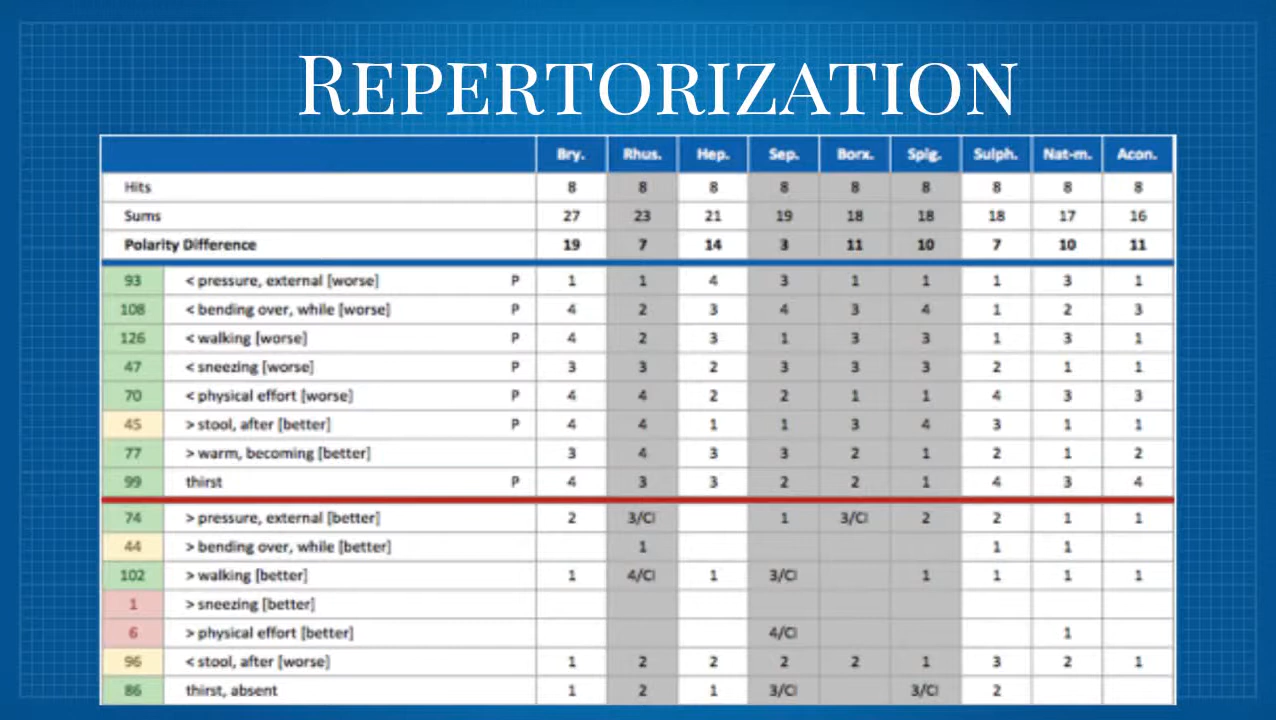 REPERTORIZATION
Bry. Rhus. Hep. Sep. Borx. Spig. Sulph. Nat-m. Acon.
Hits 8 8 8 8 8 8 8 8 8
Sums 27 23 21 19 18 18 18 17 16
Polarity Difference 19 7 14 3 11 10 7 10 11
93 < pressure, external [worse] P 1 1 4 3 1 1 1 3 1
108 < bending over, while [worse] P 4 2 3 4 3 4 1 2 3
126 < walking [worse] P 4 2 3 1 3 3 1 3 1
47 < sneezing [worse] P 3 3 2 3 3 3 2 1 1
70 < physical effort [worse] P 4 4 2 2 1 1 4 3 3
45 > stool, after [better] P 4 4 1 1 3 4 3 1 1
77 > warm, becoming [better] 3 4 3 3 2 1 2 1 2
99 thirst P 4 3 3 2 2 1 4 3 4
74 > pressure, external [better] 2 3/CI 1 3/CI 2 2 1 1
44 > bending over, while [better] 1 1 1
102 > walking [better] 1 4/CI 1 3/CI 1 1 1 1
1 > sneezing [better]
6 > physical effort [better] 4/CI 1
96 < stool, after [worse] 1 2 2 2 2 1 3 2 1
86 thirst, absent 1 2 1 3/CI 3/CI 2